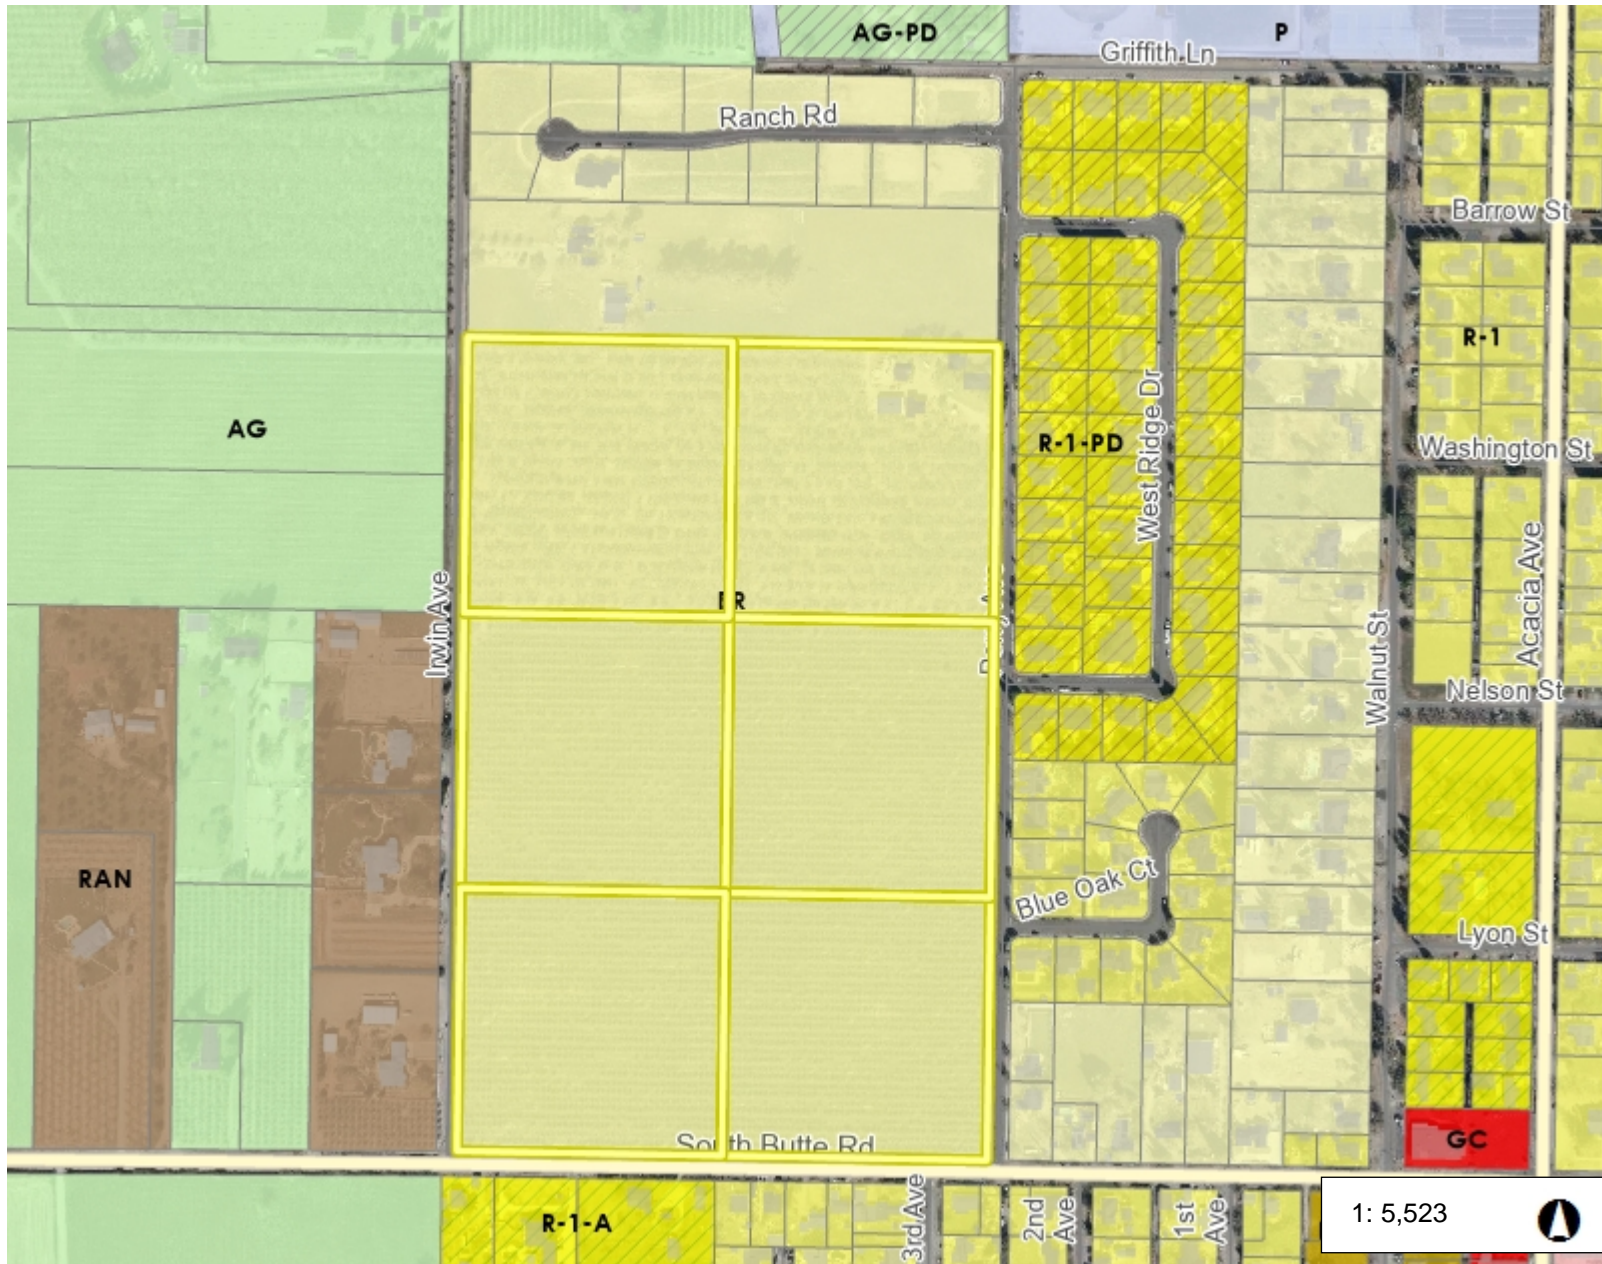 AG-PD
P
Griffith Ln
Ranch Rd
Barrow St
R-1
AG
R-1-PD
West Ridge Dr
Washington St
Acacia Ave
Irwin Ave
Walnut St
Nelson St
RAN
Blue Oak Ct
Lyon St
GC
South Butte Rd
R-1-A
3rd Ave
2nd
Ave
1st
Ave
1: 5,523